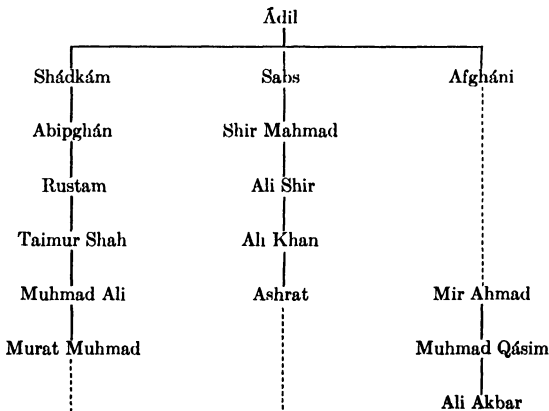 Ádil
Shádkám Sabs Afgháni
Abipghán Shir Mahmad
Rustam Ali Shir
Taimur Shah Ali Khan
Muhmad Ali Ashrat Mir Ahmad
Murat Muhmad Muhmad Qásim
Ali Akbar